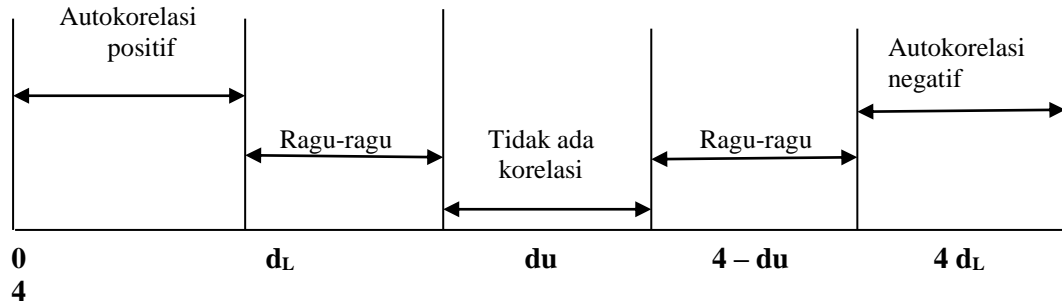 Autokorelasi
positif
Autokorelasi
negatif
Ragu-ragu
Tidak ada
korelasi
Ragu-ragu
0 dL du 4 – du 4 dL
4